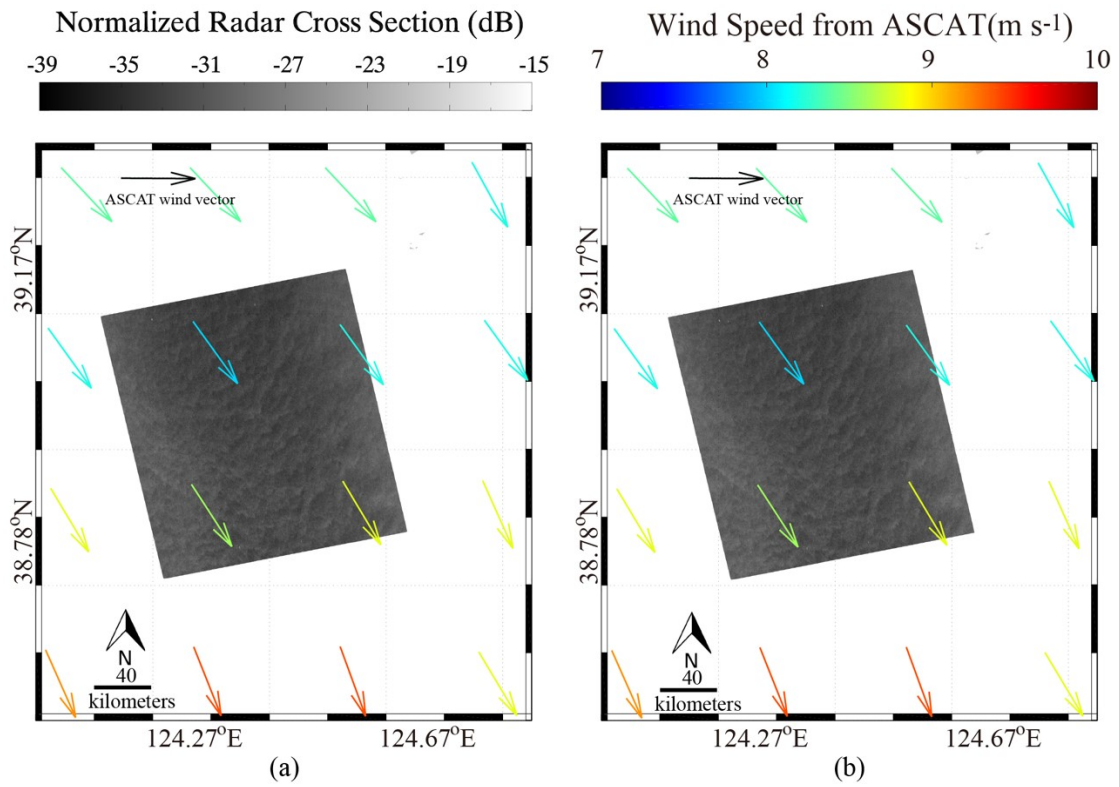 Normalized Radar Cross Section (dB)
-39 -35 -31 -27 -23 -19 -15
ASCAT wind vector
39.17°N
38.78°N
N
40
kilometers
124.27°E 124.67°E
(a)
Wind Speed from ASCAT(m s-1)
7 8 9 10
ASCAT wind vector
39.17°N
38.78°N
N
40
kilometers
124.27°E 124.67°E
(b)